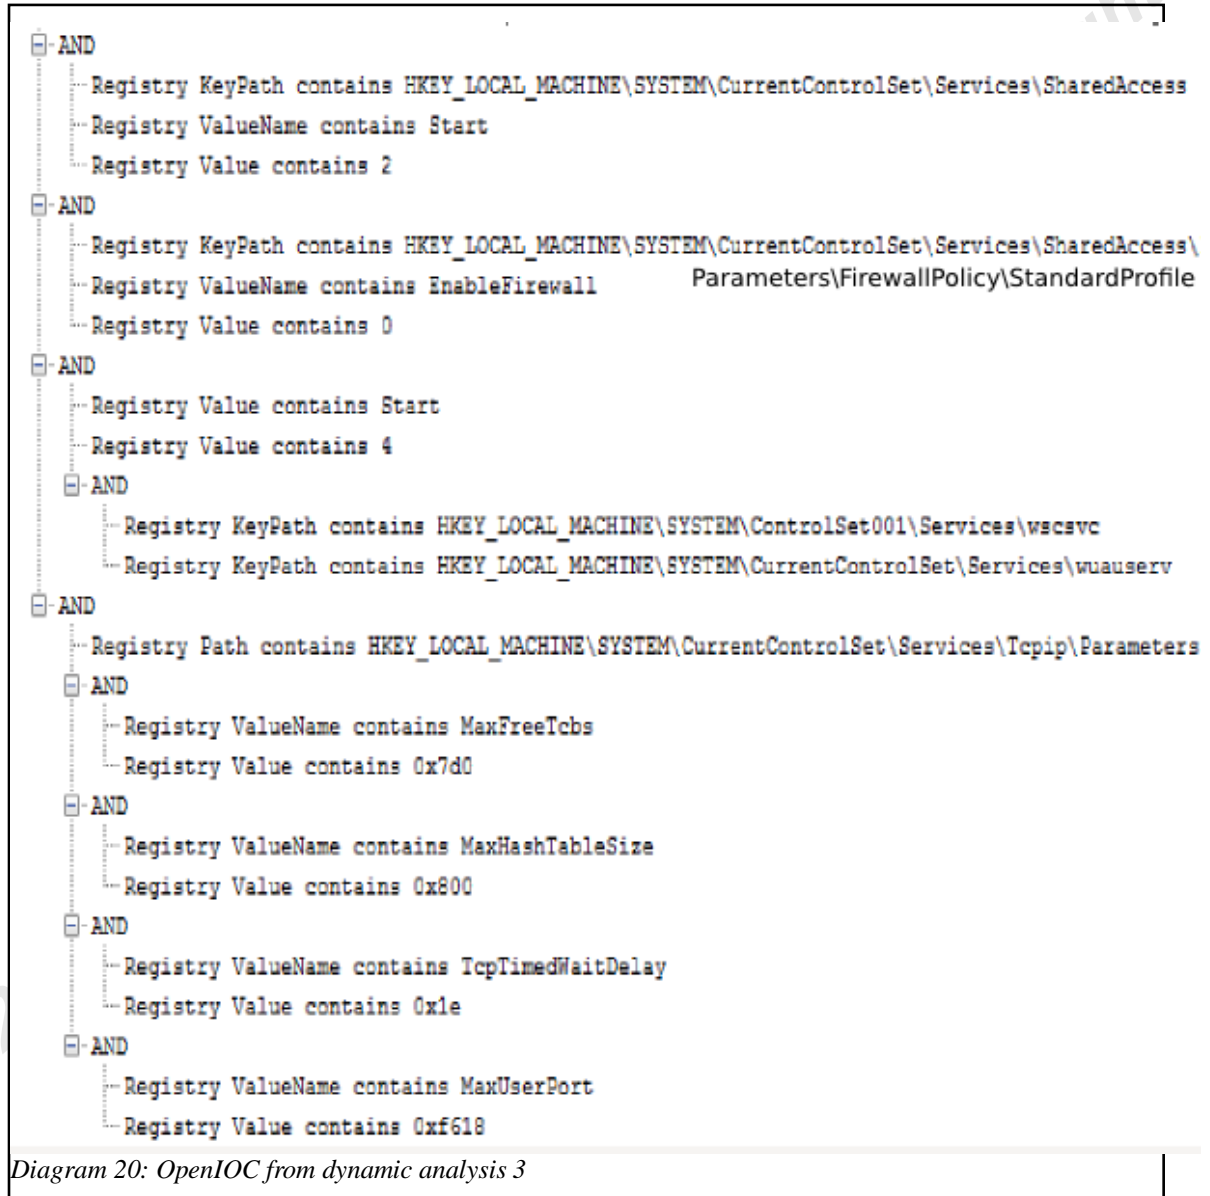 AND
Registry KeyPath contains HKEY_LOCAL_MACHINE\SYSTEM\CurrentControlSet\Services\SharedAccess
Registry ValueName contains Start
Registry Value contains 2
AND
Registry KeyPath contains HKEY_LOCAL_MACHINE\SYSTEM\CurrentControlSet\Services\SharedAccess\
Parameters\FirewallPolicy\StandardProfile
Registry ValueName contains EnableFirewall
Registry Value contains 0
AND
Registry Value contains Start
Registry Value contains 4
AND
Registry KeyPath contains HKEY_LOCAL_MACHINE\SYSTEM\ControlSet001\Services\wscsvc
Registry KeyPath contains HKEY_LOCAL_MACHINE\SYSTEM\CurrentControlSet\Services\wuauserv
AND
Registry Path contains HKEY_LOCAL_MACHINE\SYSTEM\CurrentControlSet\Services\Tcpip\Parameters
AND
Registry ValueName contains MaxFreeTcbs
Registry Value contains 0x7d0
AND
Registry ValueName contains MaxHashTableSize
Registry Value contains 0x800
AND
Registry ValueName contains TcpTimedWaitDelay
Registry Value contains 0x1e
AND
Registry ValueName contains MaxUserPort
Registry Value contains 0xf618
Diagram 20: OpenIOC from dynamic analysis 3